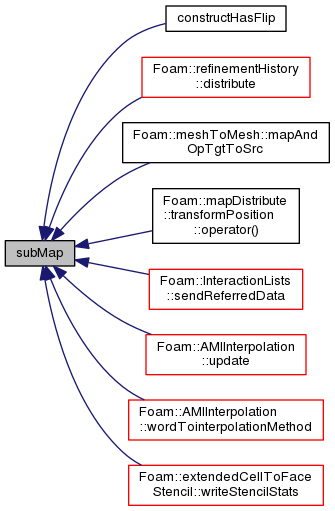 constructHasFlip
Foam::refinementHistory
::distribute
Foam::meshToMesh::mapAnd
OpTgtToSrc
Foam::mapDistribute
::transformPosition
::operator()
subMap
Foam::InteractionLists
::sendReferredData
Foam::AMIInterpolation
::update
Foam::AMIInterpolation
::wordTointerpolationMethod
Foam::extendedCellToFace
Stencil::writeStencilStats